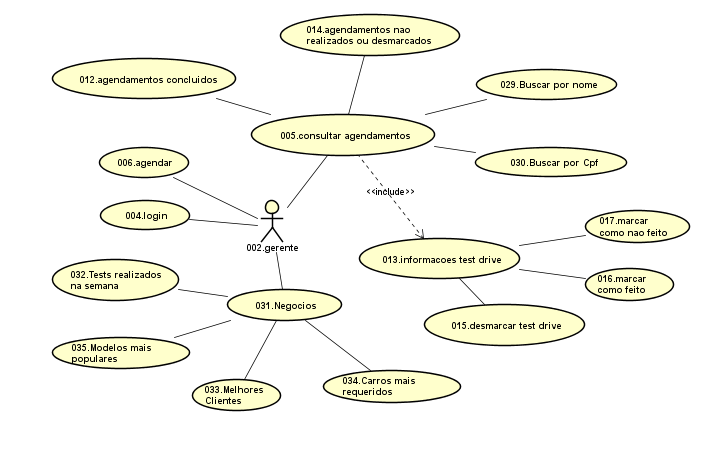 014.agendamentos nao
realizados ou desmarcados
012.agendamentos concluidos
029.Buscar por nome
005.consultar agendamentos
006.agendar
030.Buscar por Cpf
<<include>>
004.login
017.marcar
como nao feito
002.gerente
013.informacoes test drive
032.Tests realizados
na semana
016.marcar
como feito
031.Negocios
015.desmarcar test drive
035.Modelos mais
populares
034.Carros mais
requeridos
033.Melhores
Clientes